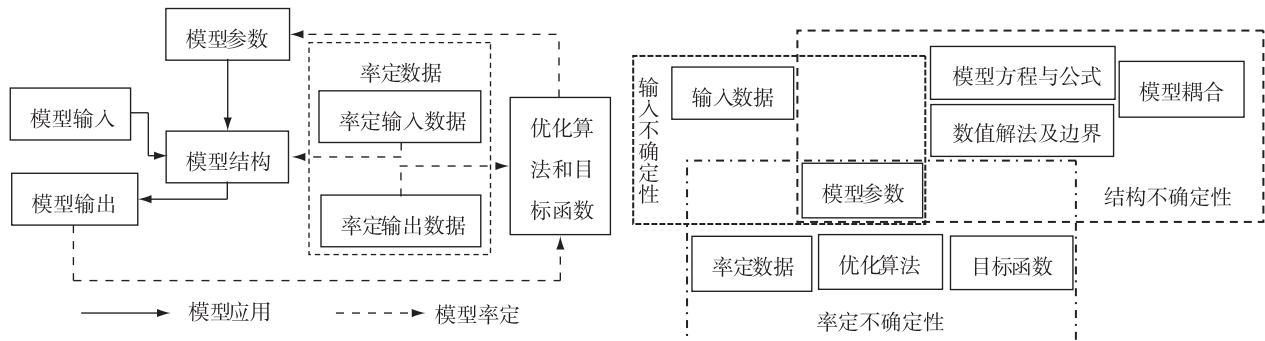 模型参数
率定数据
模型输入
率定输入数据
模型结构
优化算
法和目
标函数
模型输出
率定输出数据
模型应用
模型率定
输入不确定性
输入数据
模型方程与公式
模型耦合
数值解法及边界
模型参数
结构不确定性
率定数据
优化算法
目标函数
率定不确定性